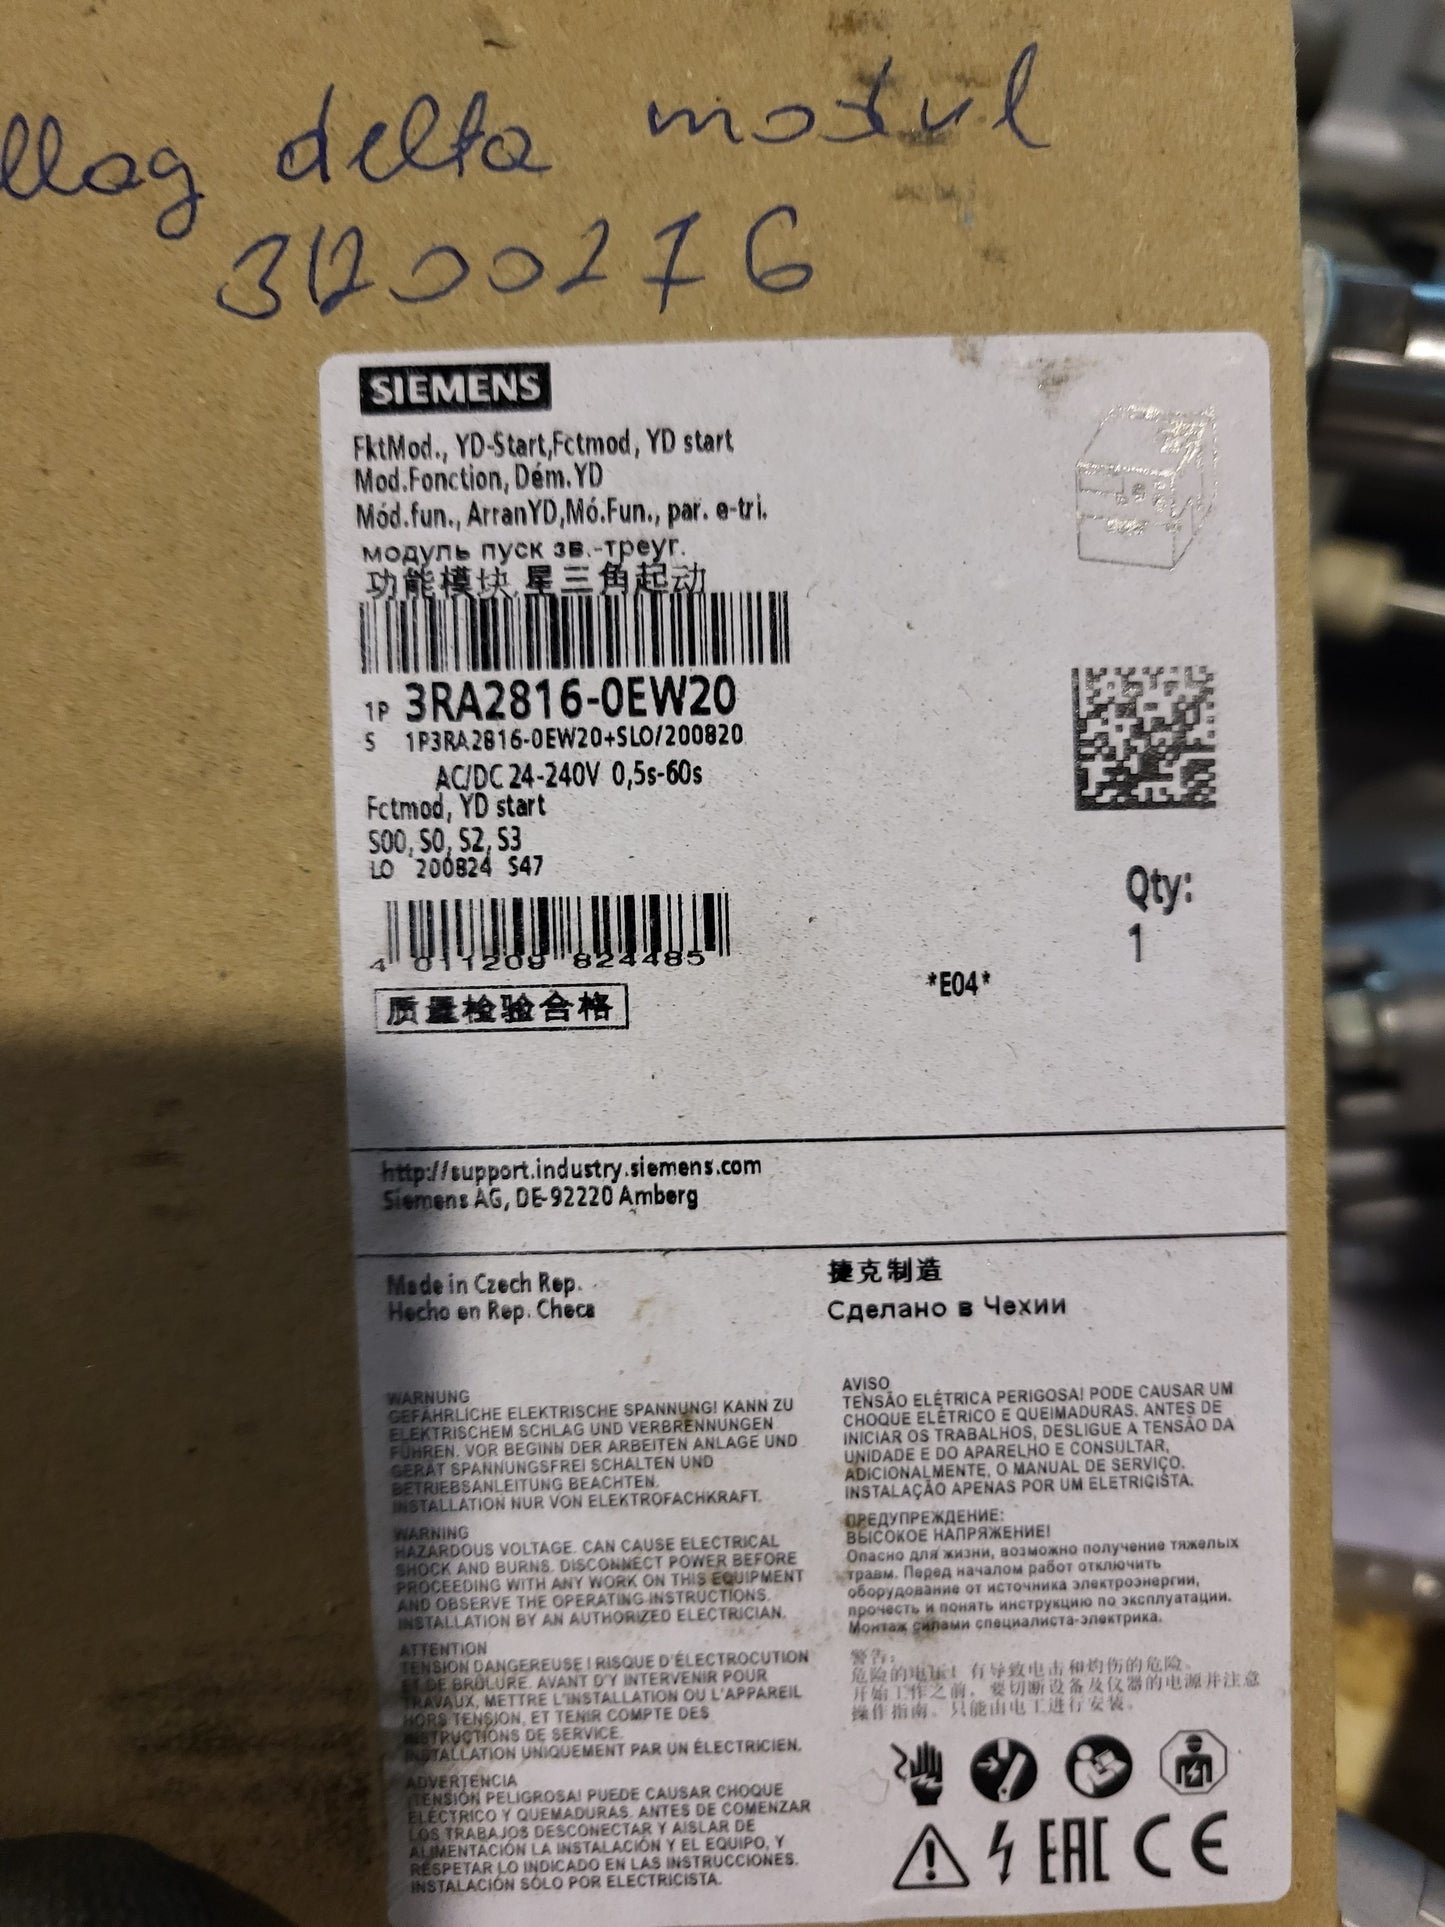 llag delta modul
3200276
SIEMENS
FktMod., YD-Start,Fctmod, YD start
Mod.Fonction, Dém.YD
Mód.fun., ArranYD,Mó.Fun., par. e-tri.
модуль пуск зв.-треуг.
功能模块 星三角起动
1P 3RA2816-0EW20
S 1P3RA2816-0EW20+SLO/200820
AC/DC 24-240V 0,5s-60s
Fctmod, YD start
S00, S0, S2, S3
LO 200824 S47
Qty:
1
4 011209 824485
*E04*
质量检验合格
http://support.industry.siemens.com
Siemens AG, DE-92220 Amberg
Made in Czech Rep.
Hecho en Rep. Checa
捷克制造
Сделано в Чехии
WARNUNG
GEFÄHRLICHE ELEKTRISCHE SPANNUNG! KANN ZU
ELEKTRISCHEM SCHLAG UND VERBRENNUNGEN
FÜHREN. VOR BEGINN DER ARBEITEN ANLAGE UND
GERÄT SPANNUNGSFREI SCHALTEN UND
BETRIEBSANLEITUNG BEACHTEN.
INSTALLATION NUR VON ELEKTROFACHKRAFT.
WARNING
HAZARDOUS VOLTAGE. CAN CAUSE ELECTRICAL
SHOCK AND BURNS. DISCONNECT POWER BEFORE
PROCEEDING WITH ANY WORK ON THIS EQUIPMENT
AND OBSERVE THE OPERATING INSTRUCTIONS.
INSTALLATION BY AN AUTHORIZED ELECTRICIAN.
ATTENTION
TENSION DANGEREUSE ! RISQUE D'ÉLECTROCUTION
ET DE BRÛLURE. AVANT D'Y INTERVENIR POUR
TRAVAUX, METTRE L'INSTALLATION OU L'APPAREIL
HORS TENSION, ET TENIR COMPTE DES
INSTRUCTIONS DE SERVICE.
INSTALLATION UNIQUEMENT PAR UN ÉLECTRICIEN.
ADVERTENCIA
¡TENSIÓN PELIGROSA! PUEDE CAUSAR CHOQUE
ELÉCTRICO Y QUEMADURAS. ANTES DE COMENZAR
LOS TRABAJOS DESCONECTAR Y AISLAR DE
ALIMENTACIÓN LA INSTALACIÓN Y EL EQUIPO, Y
RESPETAR LO INDICADO EN LAS INSTRUCCIONES.
INSTALACIÓN SÓLO POR ELECTRICISTA.
AVISO
TENSÃO ELÉTRICA PERIGOSA! PODE CAUSAR UM
CHOQUE ELÉTRICO E QUEIMADURAS. ANTES DE
INICIAR OS TRABALHOS, DESLIGUE A TENSÃO DA
UNIDADE E DO APARELHO E CONSULTAR,
ADICIONALMENTE, O MANUAL DE SERVIÇO.
INSTALAÇÃO APENAS POR UM ELETRICISTA.
ПРЕДУПРЕЖДЕНИЕ:
ВЫСОКОЕ НАПРЯЖЕНИЕ!
Опасно для жизни, возможно получение тяжелых
травм. Перед началом работ отключить
оборудование от источника электроэнергии,
прочесть и понять инструкцию по эксплуатации.
Монтаж силами специалиста-электрика.
警告:
危险的电压！有导致电击和灼伤的危险。
开始工作之前，要切断设备及仪器的电源并注意
操作指南。只能由电工进行安装。
EAC CE